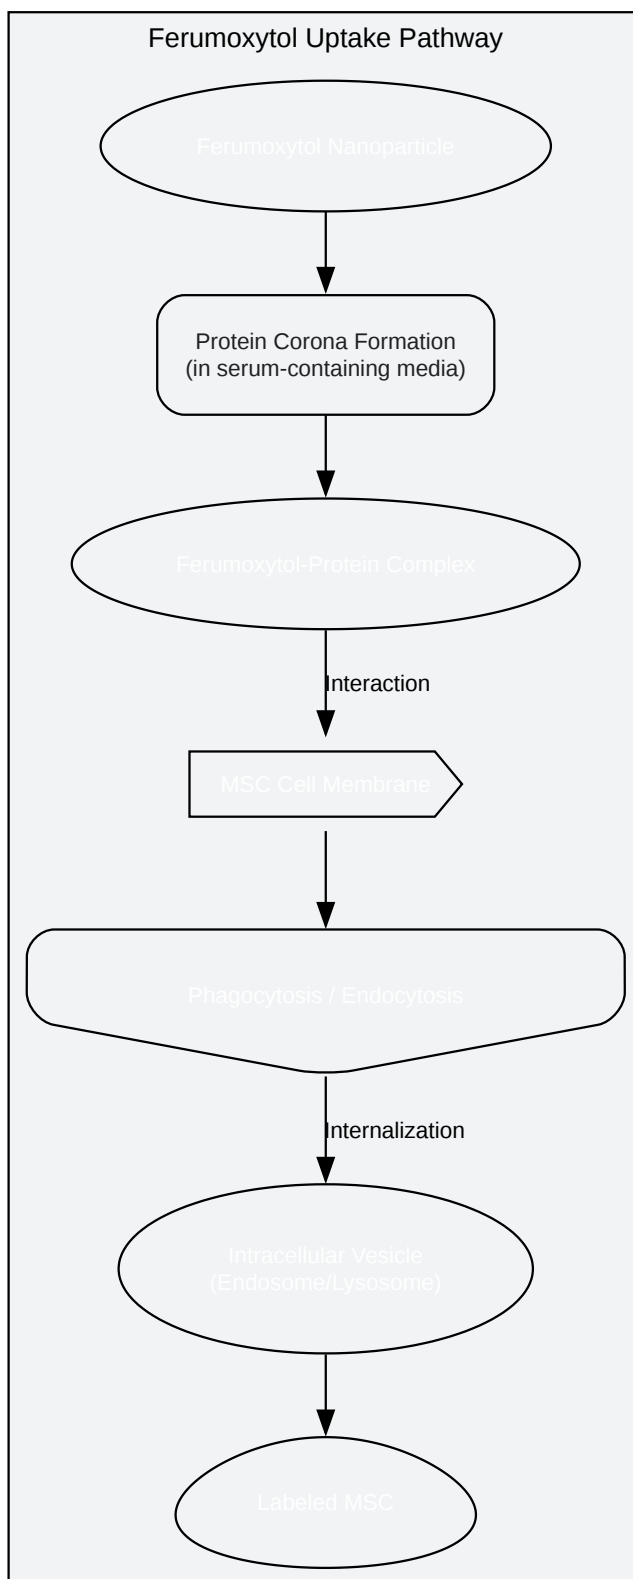 Ferumoxytol Uptake Pathway
Ferumoxytol Nanoparticle
Protein Corona Formation
(in serum-containing media)
Ferumoxytol-Protein Complex
Interaction
MSC Cell Membrane
Phagocytosis / Endocytosis
Internalization
Intracellular Vesicle
(Endosome/Lysosome)
Labeled MSC